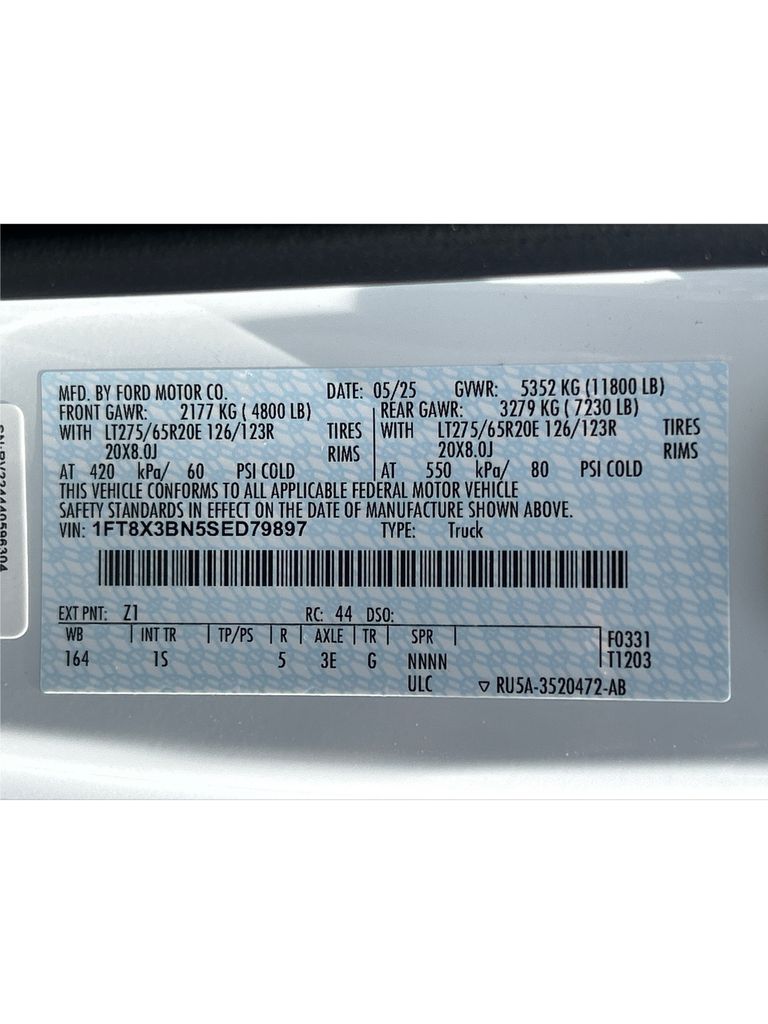 MFD. BY FORD MOTOR CO. DATE: 05/25 GVWR: 5352 KG (11800 LB)
FRONT GAWR: 2177 KG ( 4800 LB) REAR GAWR: 3279 KG ( 7230 LB)
WITH LT275/65R20E 126/123R TIRES WITH LT275/65R20E 126/123R TIRES
20X8.0J RIMS 20X8.0J RIMS
AT 420 kPa/ 60 PSI COLD AT 550 kPa/ 80 PSI COLD
THIS VEHICLE CONFORMS TO ALL APPLICABLE FEDERAL MOTOR VEHICLE
SAFETY STANDARDS IN EFFECT ON THE DATE OF MANUFACTURE SHOWN ABOVE.
VIN: 1FT8X3BN5SED79897 TYPE: Truck
EXT PNT: Z1 RC: 44 DSO:
WB INT TR TP/PS R AXLE TR SPR F0331
164 1S 5 3E G NNNN T1203
ULC RU5A-3520472-AB